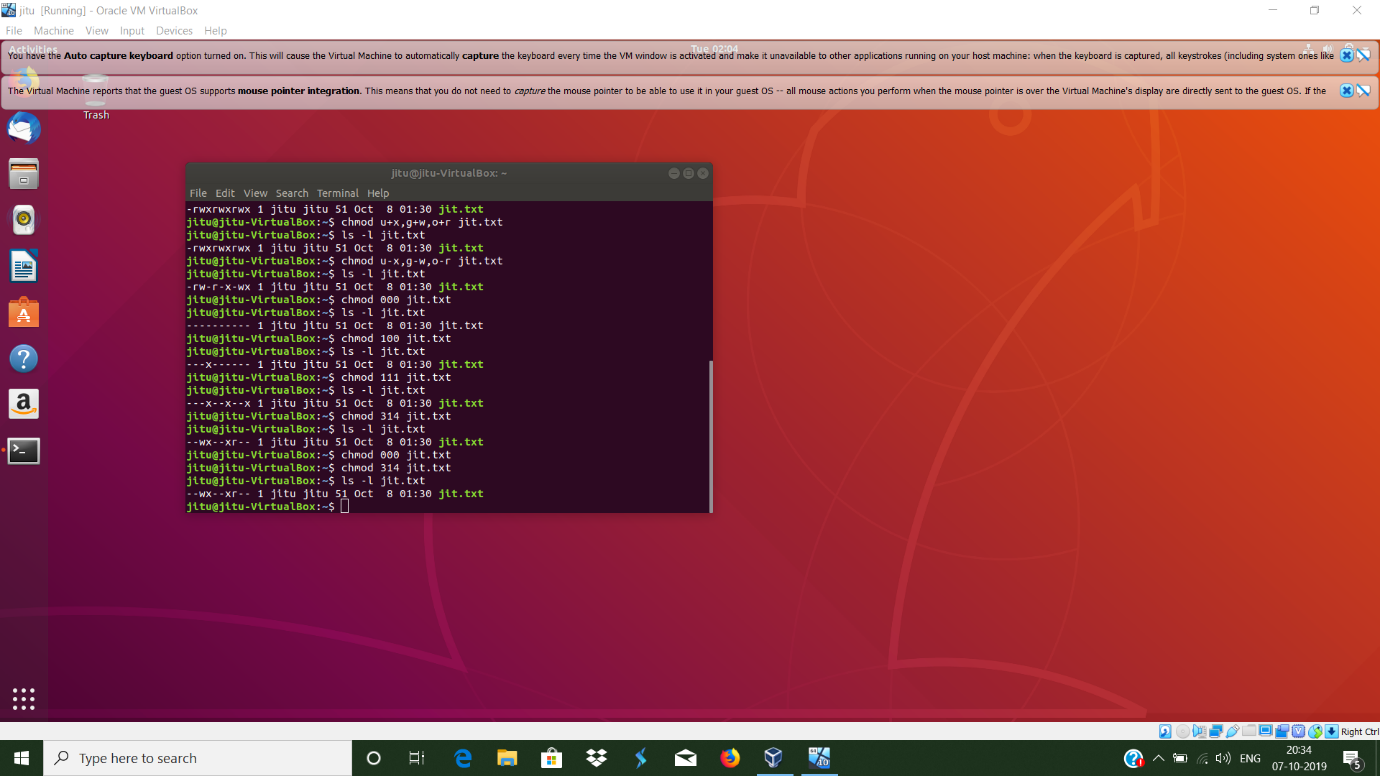 jitu [Running] - Oracle VM VirtualBox
File Machine View Input Devices Help
Activities
Tue 02:04
You have the Auto capture keyboard option turned on. This will cause the Virtual Machine to automatically capture the keyboard every time the VM window is activated and make it unavailable to other applications running on your host machine: when the keyboard is captured, all keystrokes (including system ones like
The Virtual Machine reports that the guest OS supports mouse pointer integration. This means that you do not need to capture the mouse pointer to be able to use it in your guest OS -- all mouse actions you perform when the mouse pointer is over the Virtual Machine's display are directly sent to the guest OS. If the
Trash
jitu@jitu-VirtualBox: ~
File Edit View Search Terminal Help
-rwxrwxrwx 1 jitu jitu 51 Oct  8 01:30 jit.txt
jitu@jitu-VirtualBox:~$ chmod u+x,g+w,o+r jit.txt
jitu@jitu-VirtualBox:~$ ls -l jit.txt
-rwxrwxrwx 1 jitu jitu 51 Oct  8 01:30 jit.txt
jitu@jitu-VirtualBox:~$ chmod u-x,g-w,o-r jit.txt
jitu@jitu-VirtualBox:~$ ls -l jit.txt
-rw-r-x-wx 1 jitu jitu 51 Oct  8 01:30 jit.txt
jitu@jitu-VirtualBox:~$ chmod 000 jit.txt
jitu@jitu-VirtualBox:~$ ls -l jit.txt
---------- 1 jitu jitu 51 Oct  8 01:30 jit.txt
jitu@jitu-VirtualBox:~$ chmod 100 jit.txt
jitu@jitu-VirtualBox:~$ ls -l jit.txt
---x------ 1 jitu jitu 51 Oct  8 01:30 jit.txt
jitu@jitu-VirtualBox:~$ chmod 111 jit.txt
jitu@jitu-VirtualBox:~$ ls -l jit.txt
---x--x--x 1 jitu jitu 51 Oct  8 01:30 jit.txt
jitu@jitu-VirtualBox:~$ chmod 314 jit.txt
jitu@jitu-VirtualBox:~$ ls -l jit.txt
--wx--xr-- 1 jitu jitu 51 Oct  8 01:30 jit.txt
jitu@jitu-VirtualBox:~$ chmod 000 jit.txt
jitu@jitu-VirtualBox:~$ chmod 314 jit.txt
jitu@jitu-VirtualBox:~$ ls -l jit.txt
--wx--xr-- 1 jitu jitu 51 Oct  8 01:30 jit.txt
jitu@jitu-VirtualBox:~$
Right Ctrl
Type here to search
ENG
20:34
07-10-2019
5